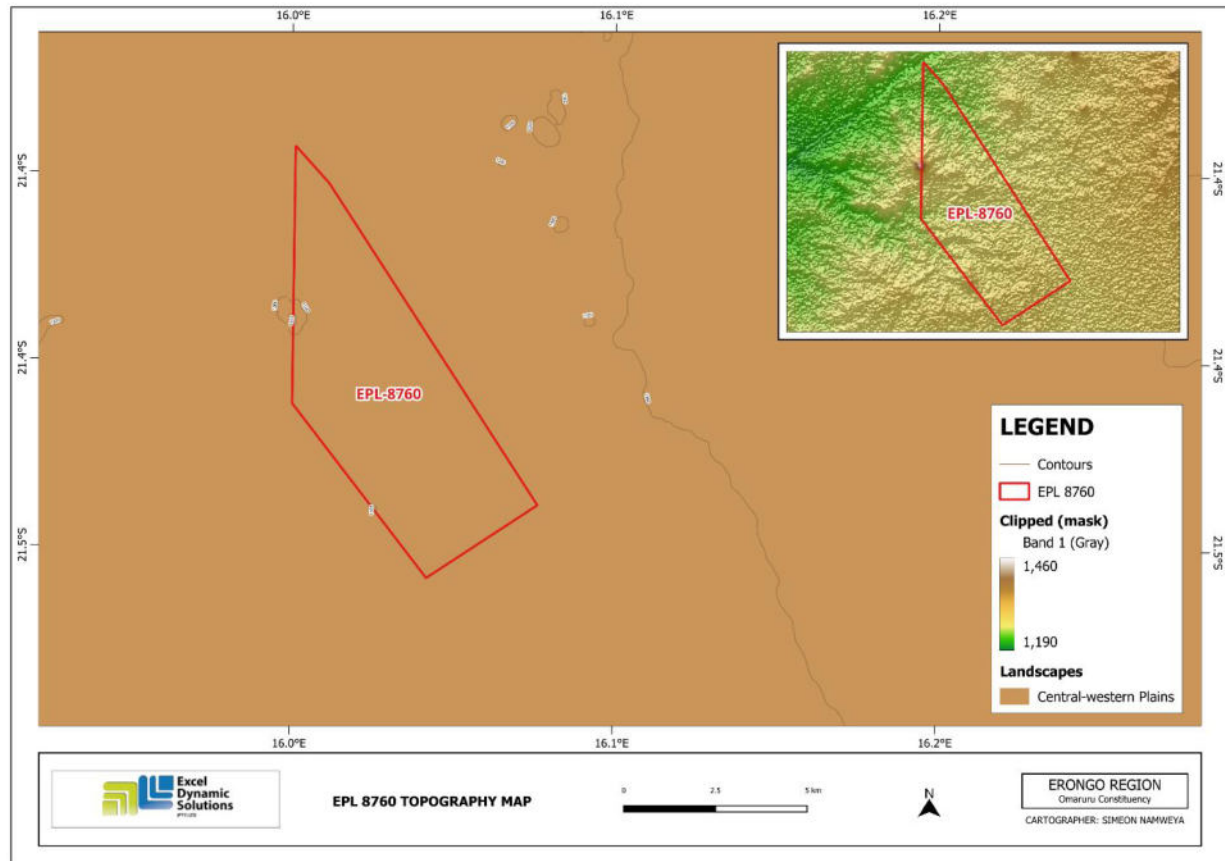 16.0°E 16.1°E 16.2°E
21.4°S
21.4°S
21.5°S
EPL-8760
EPL-8760
21.4°S
21.4°S
21.5°S
LEGEND
Contours
EPL 8760
Clipped (mask)
Band 1 (Gray)
1,460
1,190
Landscapes
Central-western Plains
16.0°E 16.1°E 16.2°E
Excel
Dynamic
Solutions
(PTY) LTD
EPL 8760 TOPOGRAPHY MAP
0 2.5 5 km
N
ERONGO REGION
Omaruru Constituency
CARTOGRAPHER: SIMEON NAMWEYA